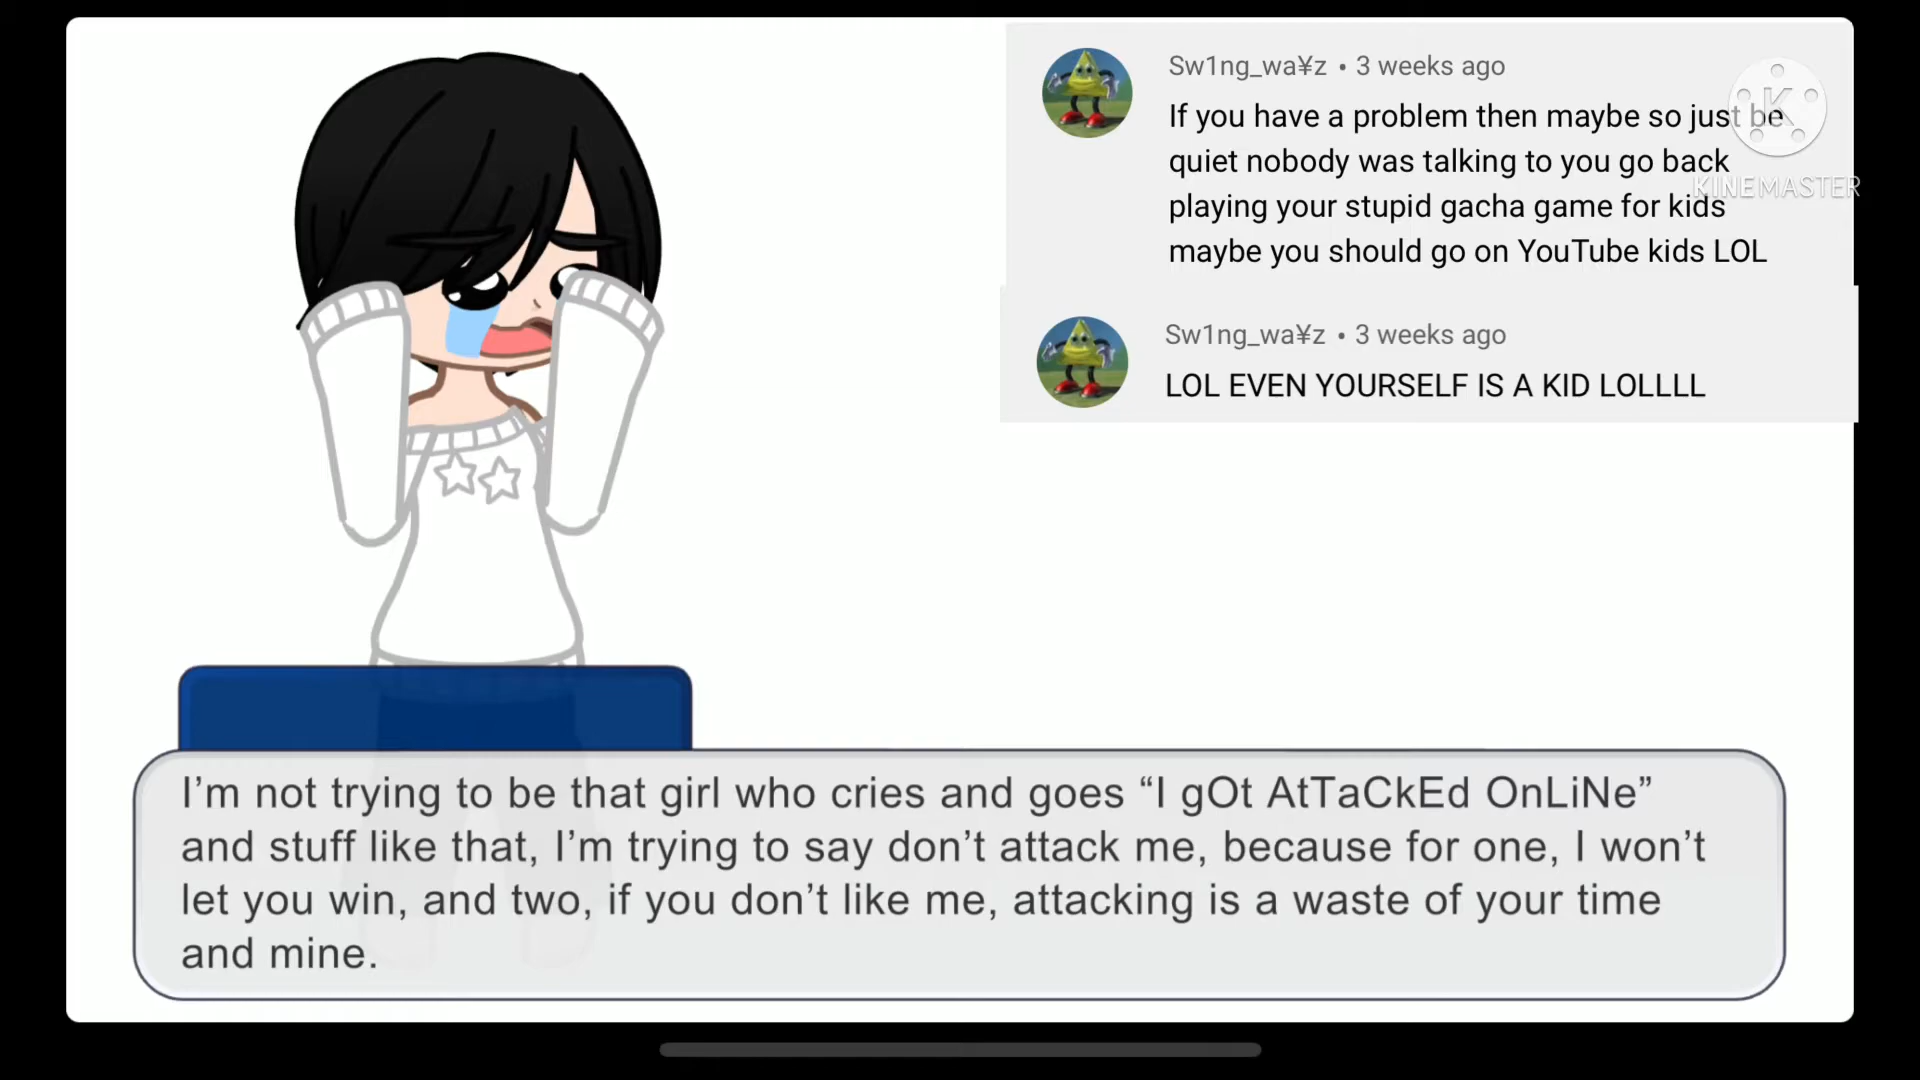 Sw1ng_wa¥z • 3 weeks ago
If you have a problem then maybe so just be
quiet nobody was talking to you go back
playing your stupid gacha game for kids
maybe you should go on YouTube kids LOL
K
KINEMASTER
Sw1ng_wa¥z • 3 weeks ago
LOL EVEN YOURSELF IS A KID LOLLLL
I’m not trying to be that girl who cries and goes “I gOt AtTaCkEd OnLiNe”
and stuff like that, I’m trying to say don’t attack me, because for one, I won’t
let you win, and two, if you don’t like me, attacking is a waste of your time
and mine.